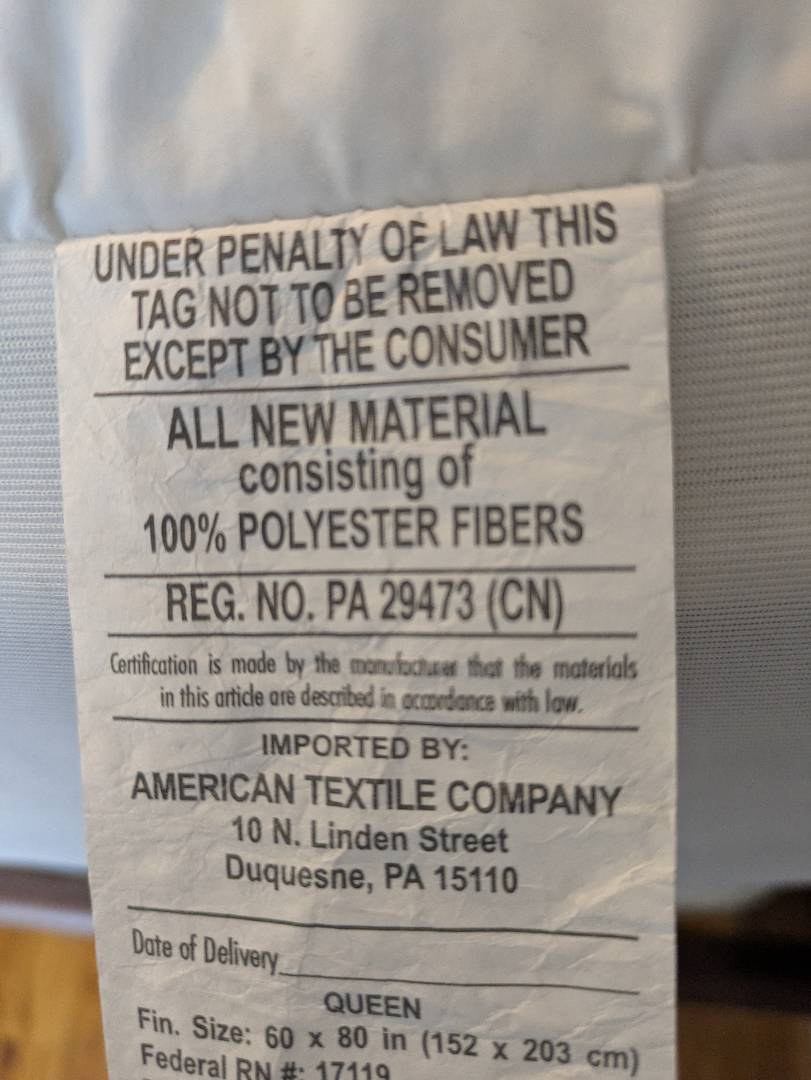 UNDER PENALTY OF LAW THIS
TAG NOT TO BE REMOVED
EXCEPT BY THE CONSUMER
ALL NEW MATERIAL
consisting of
100% POLYESTER FIBERS
REG. NO. PA 29473 (CN)
Certification is made by the manufacturer that the materials
in this article are described in accordance with law.
IMPORTED BY:
AMERICAN TEXTILE COMPANY
10 N. Linden Street
Duquesne, PA 15110
Date of Delivery
QUEEN
Fin. Size: 60 x 80 in (152 x 203 cm)
Federal RN #: 17119